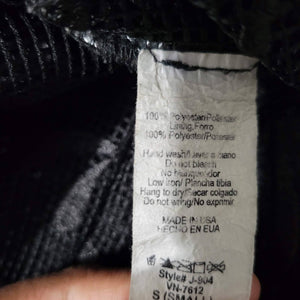 100% Polyester/Poliester
Lining/Forro
100% Polyester/Poliester
Hand wash/Lavar a mano
Do not bleach
No blanqueador
Low iron/ Plancha tibia
Hang to dry/Secar colgado
Do not wring/No exprimir
MADE IN USA
HECHO EN EUA
Style# J-904
VN-7612
S (SMALL)